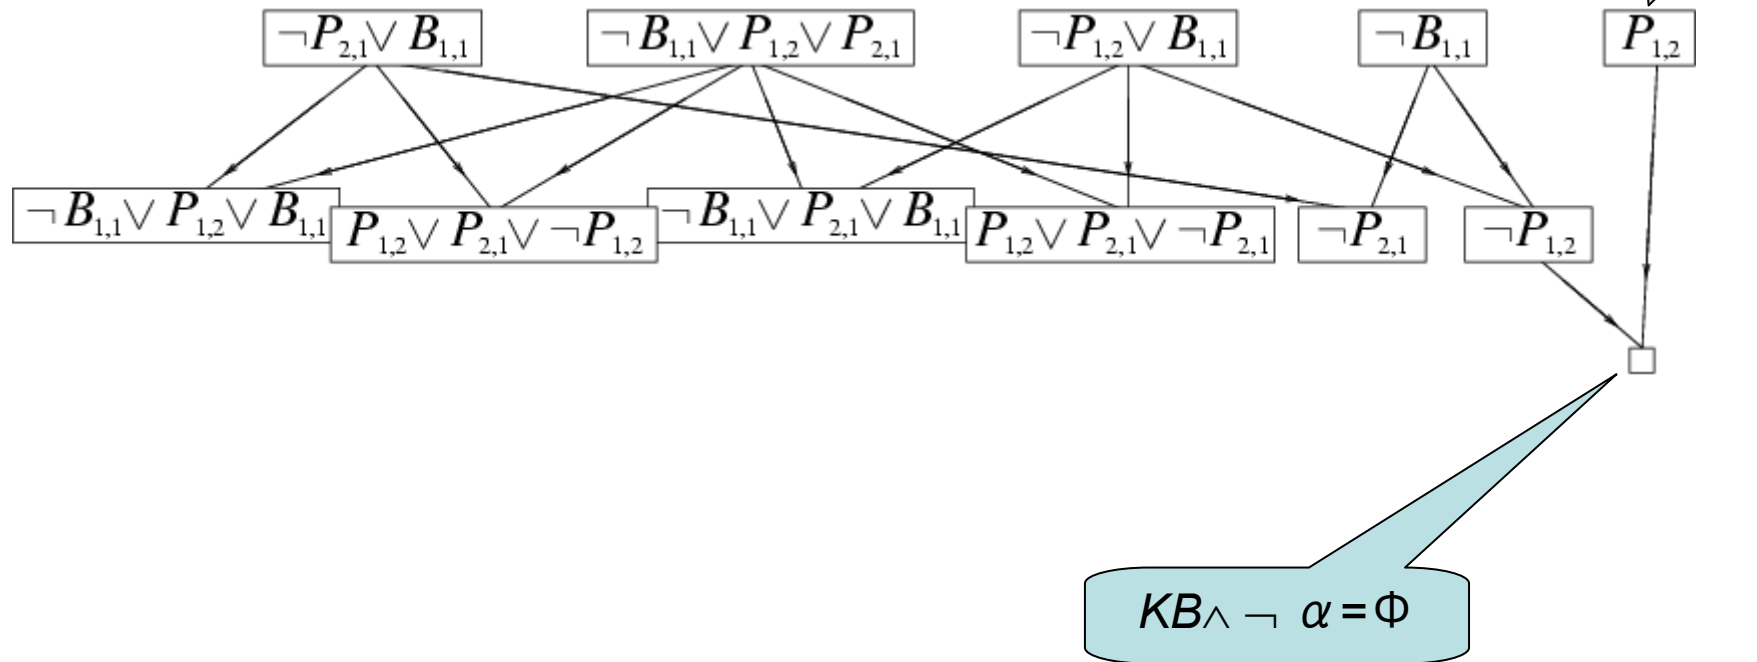 ¬P₂,₁∨ B₁,₁ ¬ B₁,₁∨ P₁,₂∨ P₂,₁ ¬P₁,₂∨ B₁,₁ ¬ B₁,₁ P₁,₂
¬ B₁,₁∨ P₁,₂∨ B₁,₁ P₁,₂∨ P₂,₁∨ ¬P₁,₂ ¬ B₁,₁∨ P₂,₁∨ B₁,₁ P₁,₂∨ P₂,₁∨ ¬P₂,₁ ¬P₂,₁ ¬P₁,₂
KB∧ ¬ α = Φ